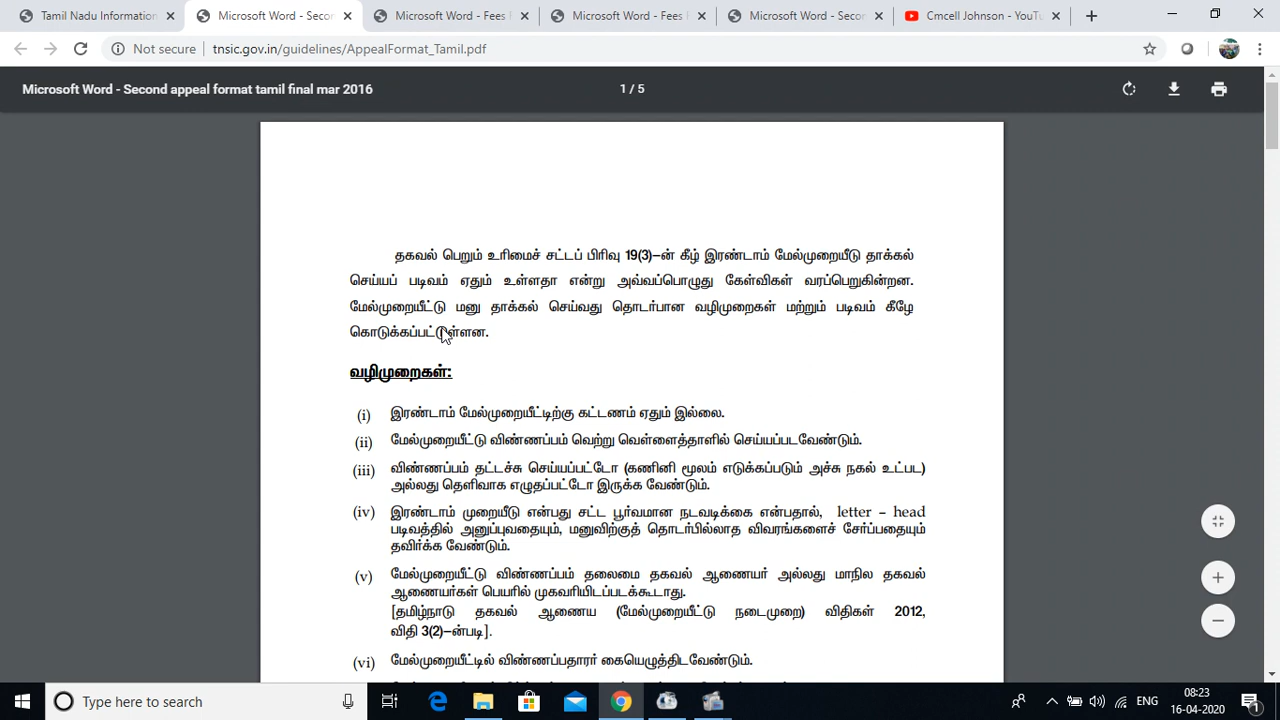 Tamil Nadu Information
Microsoft Word - Secon
Microsoft Word - Fees F
Microsoft Word - Fees F
Microsoft Word - Secon
Cmcell Johnson - YouTu
Not secure
tnsic.gov.in/guidelines/AppealFormat_Tamil.pdf
Microsoft Word - Second appeal format tamil final mar 2016
1 / 5
தகவல் பெறும் உரிமைச் சட்டப் பிரிவு 19(3)-ன் கீழ் இரண்டாம் மேல்முறையீடு தாக்கல்
செய்யப் படிவம் ஏதும் உள்ளதா என்று அவ்வப்பொழுது கேள்விகள் வரப்பெறுகின்றன.
மேல்முறையீட்டு மனு தாக்கல் செய்வது தொடர்பான வழிமுறைகள் மற்றும் படிவம் கீழே
கொடுக்கப்பட்டுள்ளன.
வழிமுறைகள்:
(i) இரண்டாம் மேல்முறையீட்டிற்கு கட்டணம் ஏதும் இல்லை.
(ii) மேல்முறையீட்டு விண்ணப்பம் வெற்று வெள்ளைத்தாளில் செய்யப்படவேண்டும்.
(iii) விண்ணப்பம் தட்டச்சு செய்யப்பட்டோ (கணினி மூலம் எடுக்கப்படும் அச்சு நகல் உட்பட)
அல்லது தெளிவாக எழுதப்பட்டோ இருக்க வேண்டும்.
(iv) இரண்டாம் முறையீடு என்பது சட்ட பூர்வமான நடவடிக்கை என்பதால், letter – head
படிவத்தில் அனுப்புவதையும், மனுவிற்குத் தொடர்பில்லாத விவரங்களைச் சேர்ப்பதையும்
தவிர்க்க வேண்டும்.
(v) மேல்முறையீட்டு விண்ணப்பம் தலைமை தகவல் ஆணையர் அல்லது மாநில தகவல்
ஆணையர்கள் பெயரில் முகவரியிடப்படக்கூடாது.
[தமிழ்நாடு தகவல் ஆணைய (மேல்முறையீட்டு நடைமுறை) விதிகள் 2012,
விதி 3(2)-ன்படி].
(vi) மேல்முறையீட்டில் விண்ணப்பதாரர் கையெழுத்திடவேண்டும்.
Type here to search
ENG
08:23
16-04-2020
1